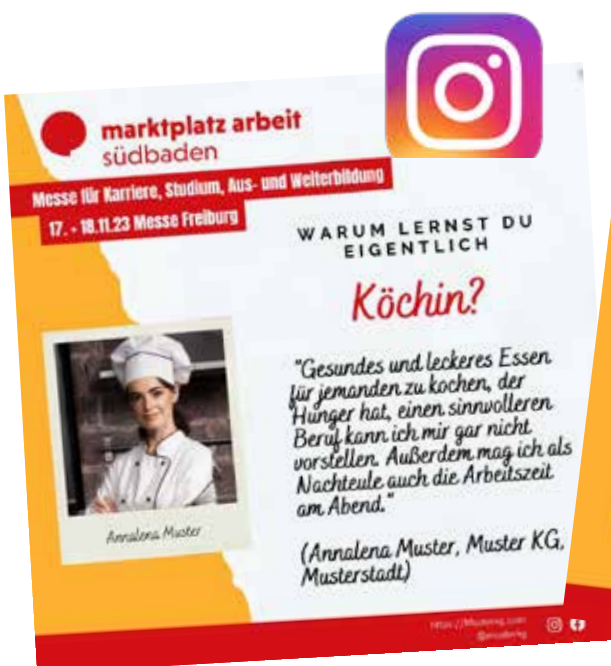 marktplatz arbeit
südbaden
Messe für Karriere, Studium, Aus- und Weiterbildung
17. + 18.11.23 Messe Freiburg
WARUM LERNST DU
EIGENTLICH
Köchin?
"Gesundes und leckeres Essen
für jemanden zu kochen, der
Hunger hat, einen sinnvolleren
Beruf kann ich mir gar nicht
vorstellen. Außerdem mag ich als
Nachteule auch die Arbeitszeit
am Abend."
(Annalena Muster, Muster KG,
Musterstadt)
Annalena Muster